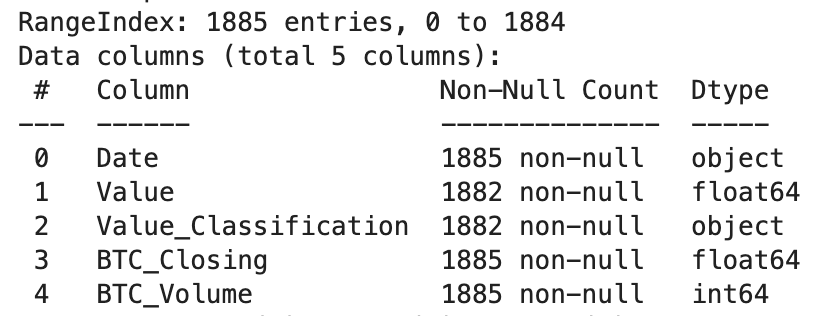 RangeIndex: 1885 entries, 0 to 1884
Data columns (total 5 columns):
 #   Column                Non-Null Count  Dtype
---  ------                --------------  -----
 0   Date                  1885 non-null   object
 1   Value                 1882 non-null   float64
 2   Value_Classification  1882 non-null   object
 3   BTC_Closing           1885 non-null   float64
 4   BTC_Volume            1885 non-null   int64